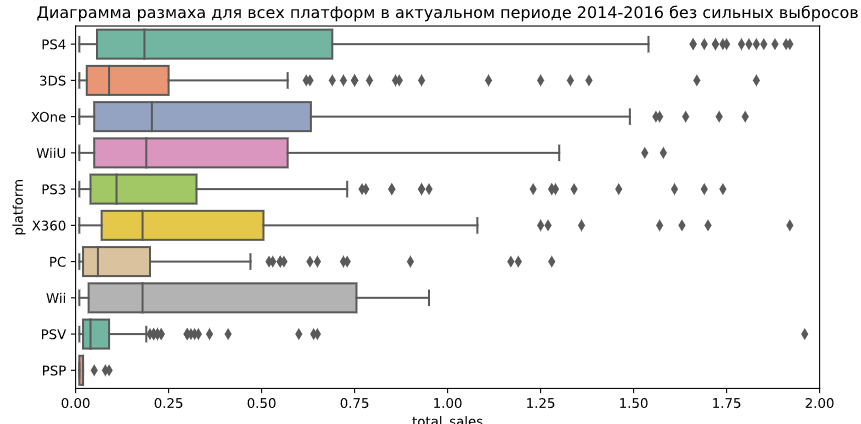 Диаграмма размаха для всех платформ в актуальном периоде 2014-2016 без сильных выбросов
platform
PS4
3DS
XOne
WiiU
PS3
X360
PC
Wii
PSV
PSP
0.00 0.25 0.50 0.75 1.00 1.25 1.50 1.75 2.00
total_sales